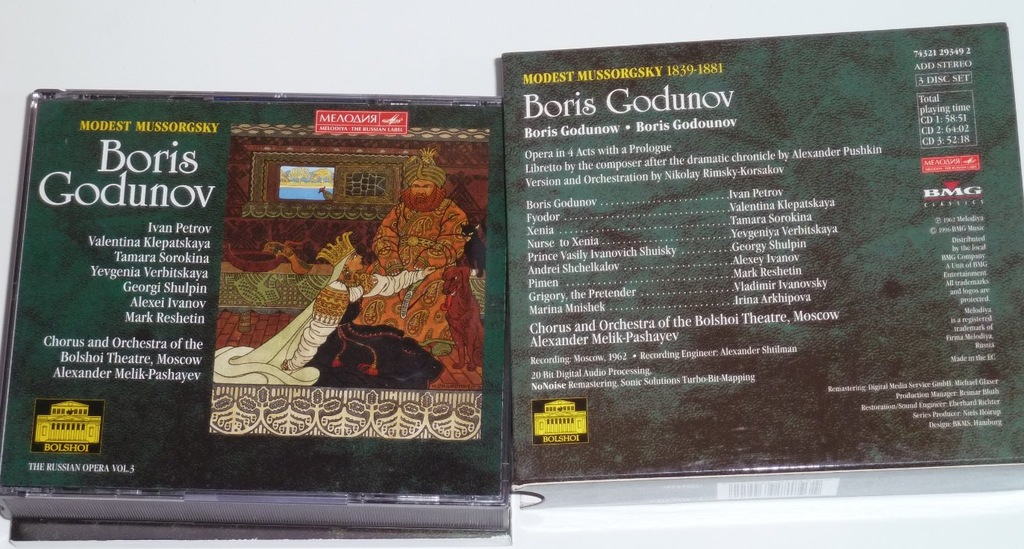 MODEST MUSSORGSKY
МЕЛОДИЯ
MELODIYA · THE RUSSIAN LABEL
Boris
Godunov
Ivan Petrov
Valentina Klepatskaya
Tamara Sorokina
Yevgenia Verbitskaya
Georgi Shulpin
Alexei Ivanov
Mark Reshetin
Chorus and Orchestra of the
Bolshoi Theatre, Moscow
Alexander Melik-Pashayev
BOLSHOI
THE RUSSIAN OPERA VOL.3
MODEST MUSSORGSKY 1839-1881
Boris Godunov
Boris Godunow • Boris Godounov
Opera in 4 Acts with a Prologue
Libretto by the composer after the dramatic chronicle by Alexander Pushkin
Version and Orchestration by Nikolay Rimsky-Korsakov
Boris Godunov Ivan Petrov
Fyodor Valentina Klepatskaya
Xenia Tamara Sorokina
Nurse to Xenia Yevgeniya Verbitskaya
Prince Vasily Ivanovich Shuisky Georgy Shulpin
Andrei Shchelkalov Alexey Ivanov
Pimen Mark Reshetin
Grigory, the Pretender Vladimir Ivanovsky
Marina Mnishek Irina Arkhipova
Chorus and Orchestra of the Bolshoi Theatre, Moscow
Alexander Melik-Pashayev
Recording: Moscow, 1962 • Recording Engineer: Alexander Shtilman
20 Bit Digital Audio Processing,
NoNoise Remastering, Sonic Solutions Turbo-Bit-Mapping
BOLSHOI
74321 29349 2
ADD STEREO
3 DISC SET
Total
playing time
CD 1: 58:51
CD 2: 64:02
CD 3: 52:18
МЕЛОДИЯ
BMG
CLASSICS
℗ 1962 Melodiya
© 1996 BMG Music
Distributed
by the local
BMG Company
A Unit of BMG
Entertainment
All trademarks
and logos are
protected.
Melodiya
is a registered
trademark of
Firma Melodiya,
Russia
Made in the EC
Remastering: Digital Media Service GmbH, Michael Glaser
Production Manager: Reimar Bluth
Restoration/Sound Engineer: Eberhard Richter
Series Producer: Niels Hoirup
Design: BKMS, Hamburg